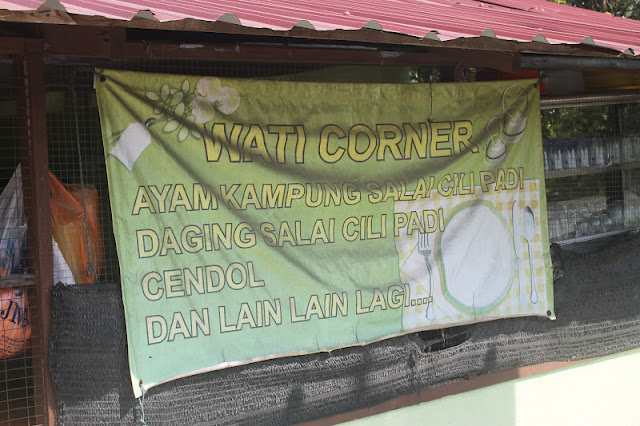 WATI CORNER.
AYAM KAMPUNG SALAI CILI PADI
DAGING SALAI CILI PADI
CENDOL
DAN LAIN LAIN LAGI....